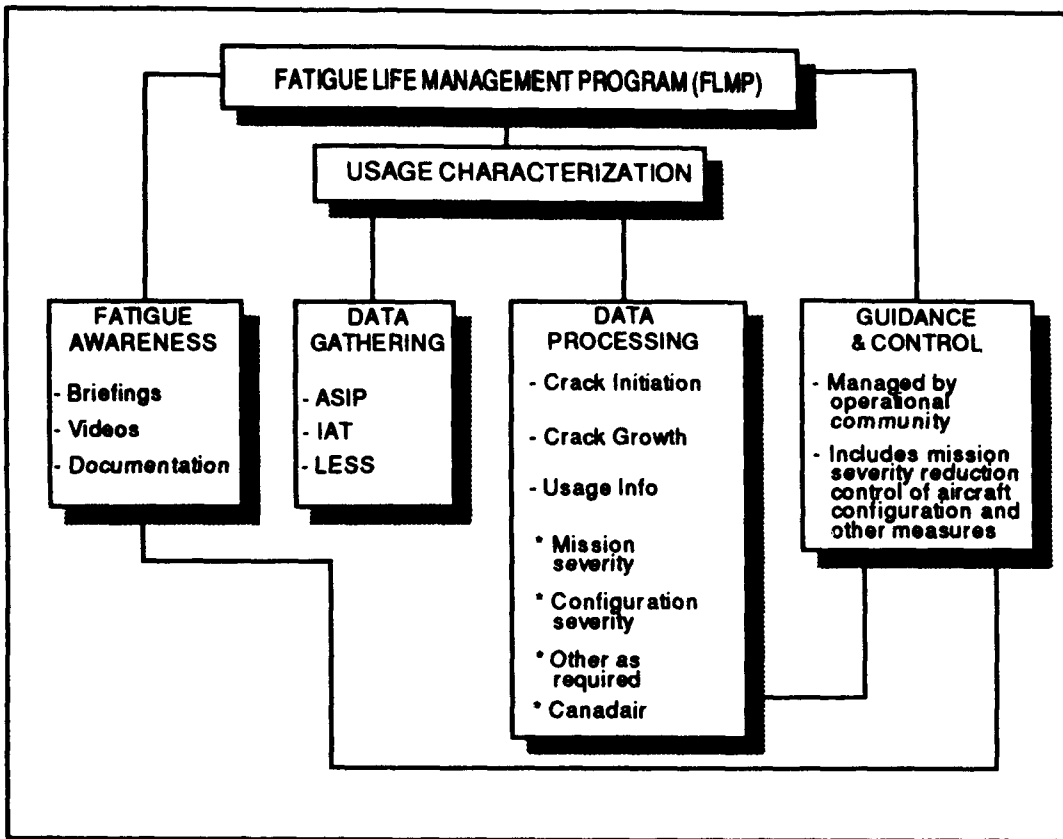 FATIGUE LIFE MANAGEMENT PROGRAM (FLMP)
USAGE CHARACTERIZATION
FATIGUE
AWARENESS
- Briefings
- Videos
- Documentation
DATA
GATHERING
- ASIP
- IAT
- LESS
DATA
PROCESSING
- Crack Initiation
- Crack Growth
- Usage Info
* Mission
severity
* Configuration
severity
* Other as
required
* Canadair
GUIDANCE
& CONTROL
- Managed by
operational
community
- Includes mission
severity reduction
control of aircraft
configuration and
other measures